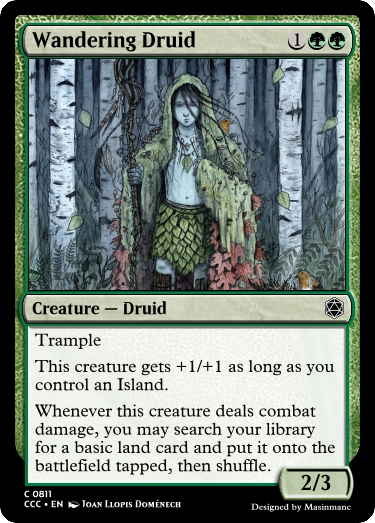 Wandering Druid 1
Creature — Druid
Trample
This creature gets +1/+1 as long as you
control an Island.
Whenever this creature deals combat
damage, you may search your library
for a basic land card and put it onto the
battlefield tapped, then shuffle.
2/3
C 0811
CCC • EN Joan Llopis Doménech
Designed by Masinmanc